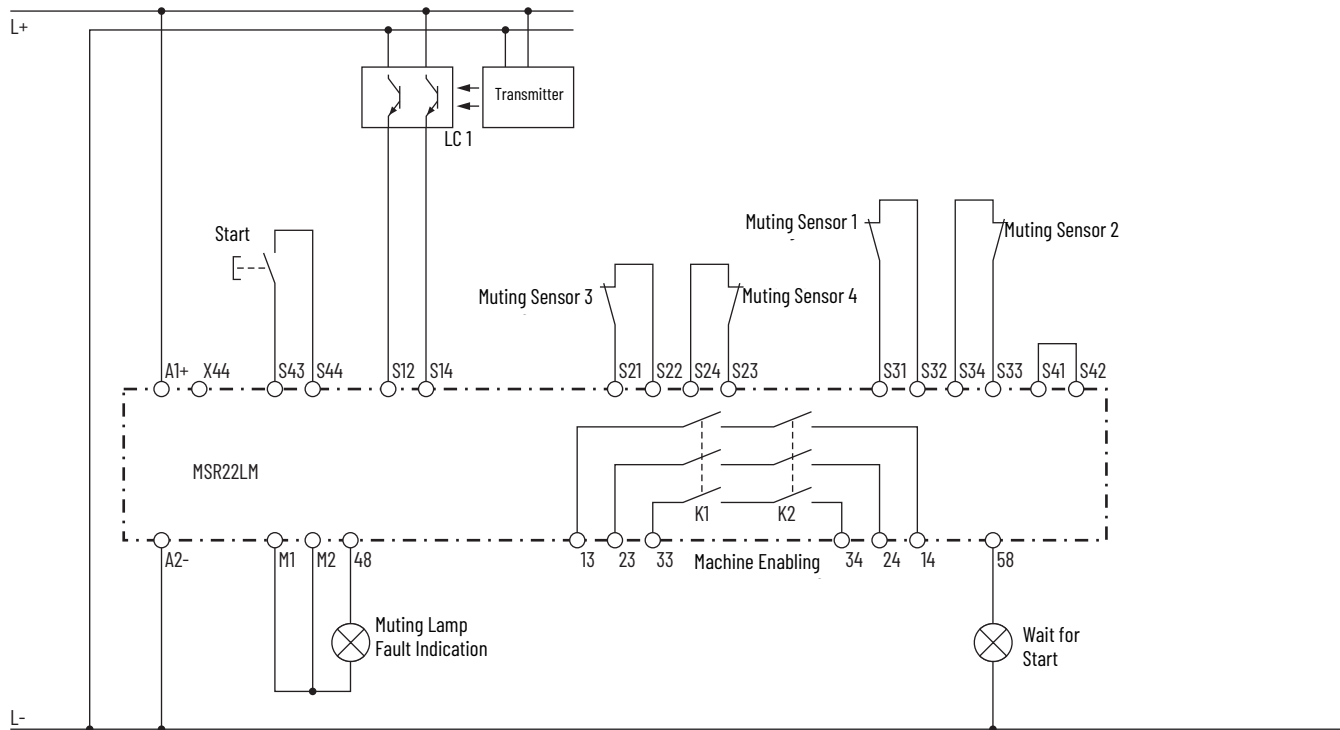 L+
Transmitter
LC 1
Start
Muting Sensor 1
Muting Sensor 2
Muting Sensor 3
Muting Sensor 4
A1+
X44
S43
S44
S12
S14
S21
S22
S24
S23
S31
S32
S34
S33
S41
S42
MSR22LM
K1
K2
A2-
M1
M2
48
13
23
33
Machine Enabling
34
24
14
58
Muting Lamp
Fault Indication
Wait for
Start
L-